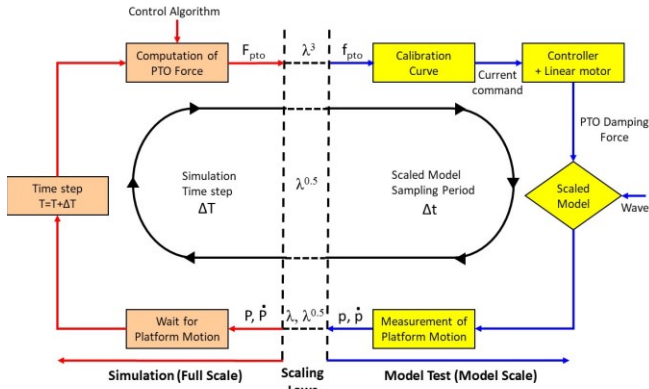 Control Algorithm
Computation of
PTO Force
F_pto
λ^3
f_pto
Calibration
Curve
Current
command
Controller
+ Linear motor
PTO Damping
Force
Simulation
Time step
ΔT
λ^0.5
Scaled Model
Sampling Period
Δt
Time step
T=T+ΔT
Scaled
Model
Wave
Wait for
Platform Motion
P, Ṗ
λ, λ^0.5
p, ṗ
Measurement of
Platform Motion
Simulation (Full Scale)
Scaling
Model Test (Model Scale)